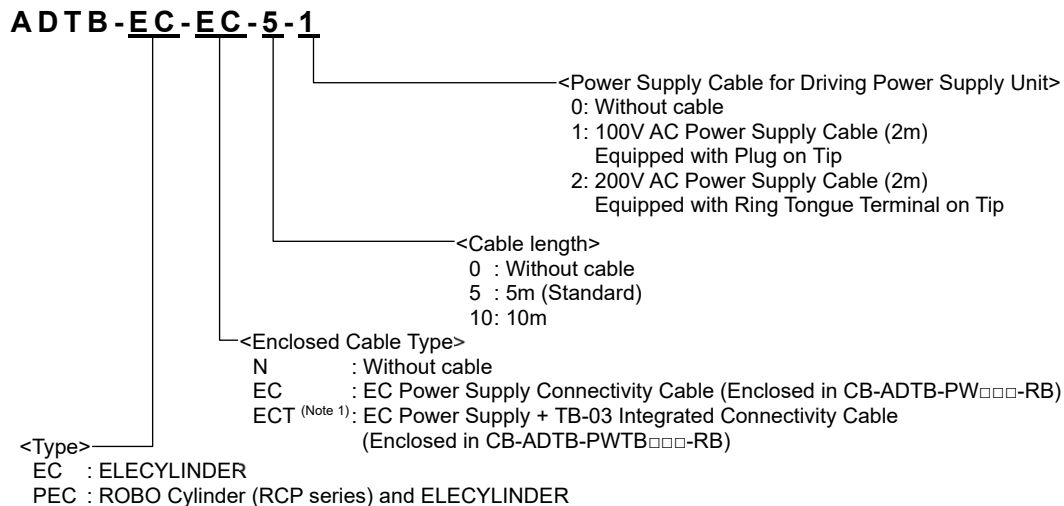 ADTB-EC-EC-5-1
<Power Supply Cable for Driving Power Supply Unit>
0: Without cable
1: 100V AC Power Supply Cable (2m)
Equipped with Plug on Tip
2: 200V AC Power Supply Cable (2m)
Equipped with Ring Tongue Terminal on Tip
<Cable length>
0 : Without cable
5 : 5m (Standard)
10: 10m
<Enclosed Cable Type>
N : Without cable
EC : EC Power Supply Connectivity Cable (Enclosed in CB-ADTB-PW□□□-RB)
ECT (Note 1) : EC Power Supply + TB-03 Integrated Connectivity Cable
(Enclosed in CB-ADTB-PWTB□□□-RB)
<Type>
EC : ELECYLINDER
PEC : ROBO Cylinder (RCP series) and ELECYLINDER